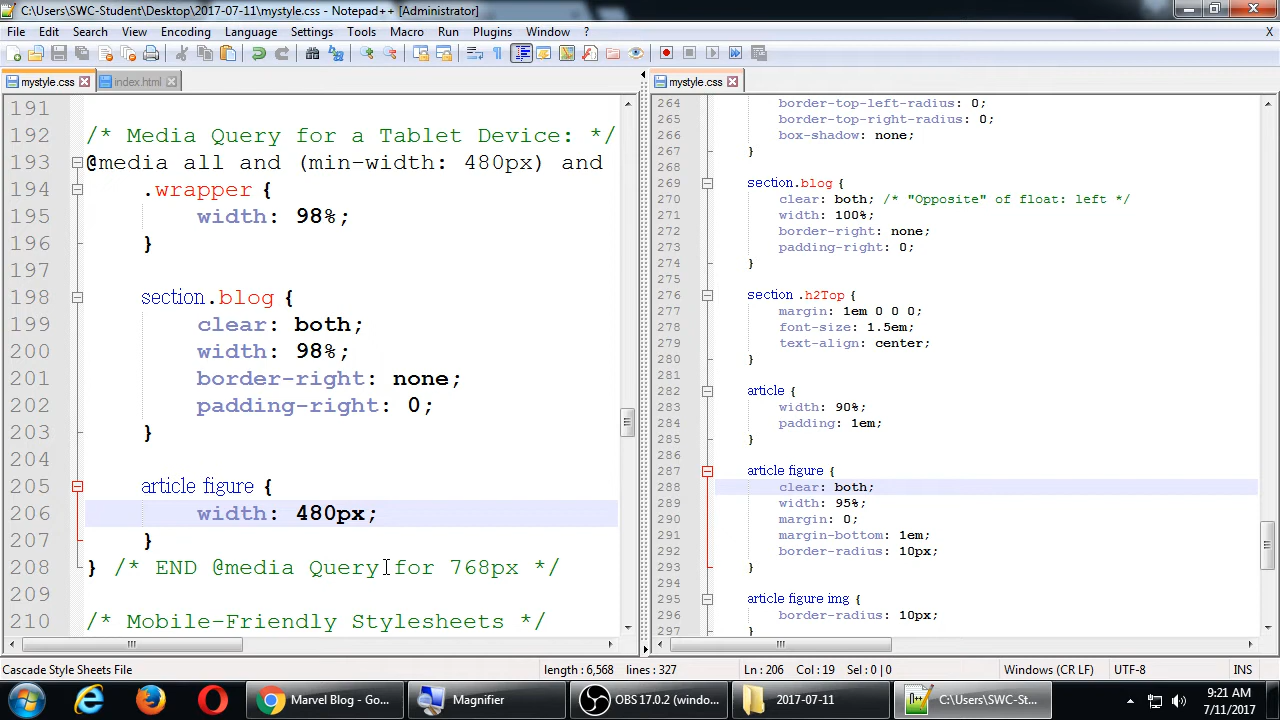 C:\Users\SWC-Student\Desktop\2017-07-11\mystyle.css - Notepad++ [Administrator]
File Edit Search View Encoding Language Settings Tools Macro Run Plugins Window ? X
mystyle.css
index.html
191
192 /* Media Query for a Tablet Device: */
193 @media all and (min-width: 480px) and
194 .wrapper {
195 width: 98%;
196 }
197
198 section.blog {
199 clear: both;
200 width: 98%;
201 border-right: none;
202 padding-right: 0;
203 }
204
205 article figure {
206 width: 480px;
207 }
208 } /* END @media Query for 768px */
209
210 /* Mobile-Friendly Stylesheets */
mystyle.css
264 border-top-left-radius: 0;
265 border-top-right-radius: 0;
266 box-shadow: none;
267 }
268
269 section.blog {
270 clear: both; /* "Opposite" of float: left */
271 width: 100%;
272 border-right: none;
273 padding-right: 0;
274 }
275
276 section .h2Top {
277 margin: 1em 0 0 0;
278 font-size: 1.5em;
279 text-align: center;
280 }
281
282 article {
283 width: 90%;
284 padding: 1em;
285 }
286
287 article figure {
288 clear: both;
289 width: 95%;
290 margin: 0;
291 margin-bottom: 1em;
292 border-radius: 10px;
293 }
294
295 article figure img {
296 border-radius: 10px;
297 }
Cascade Style Sheets File length : 6,568 lines : 327 Ln : 206 Col : 19 Sel : 0 | 0 Windows (CR LF) UTF-8 INS
Marvel Blog - Go...
Magnifier
OBS 17.0.2 (windo...
2017-07-11
C:\Users\SWC-St...
9:21 AM
7/11/2017